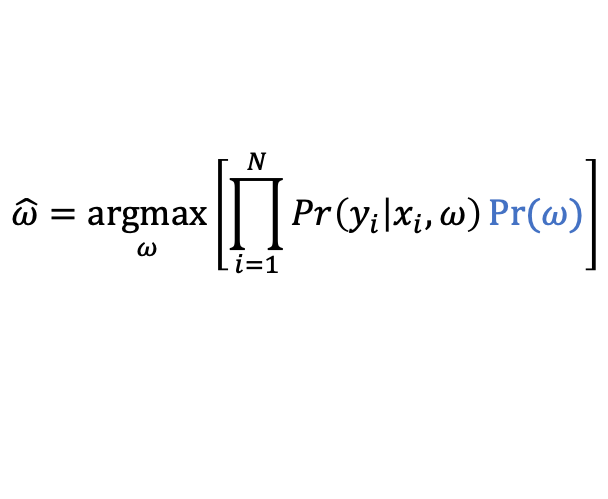 ω̂ = argmax_ω [∏_{i=1}^{N} Pr(y_i|x_i, ω) Pr(ω)]